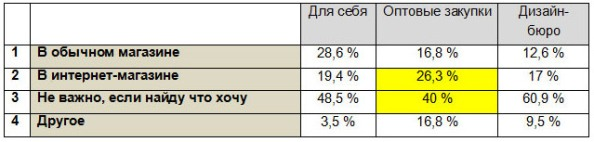 Для себя Оптовые закупки Дизайн-
бюро
1 В обычном магазине 28,6 % 16,8 % 12,6 %
2 В интернет-магазине 19,4 % 26,3 % 17 %
3 Не важно, если найду что хочу 48,5 % 40 % 60,9 %
4 Другое 3,5 % 16,8 % 9,5 %